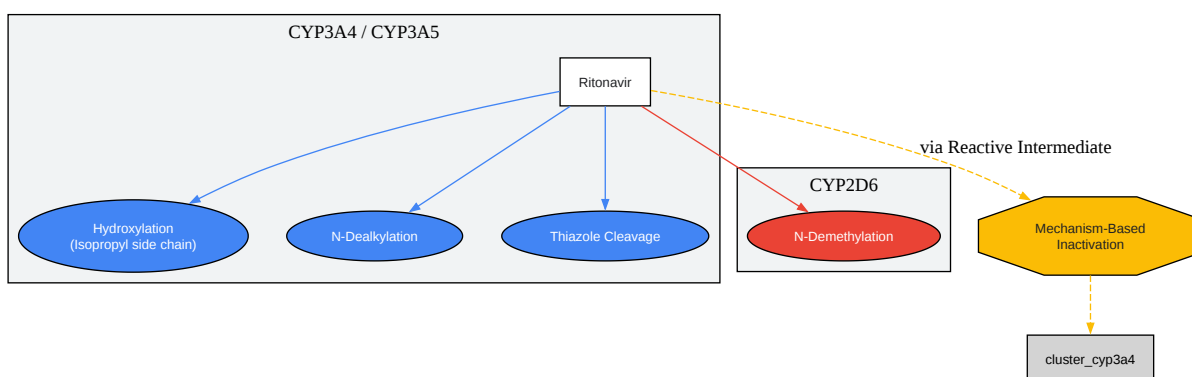 CYP3A4 / CYP3A5
Ritonavir
via Reactive Intermediate
CYP2D6
Hydroxylation
(Isopropyl side chain)
N-Dealkylation
Thiazole Cleavage
N-Demethylation
Mechanism-Based
Inactivation
cluster_cyp3a4